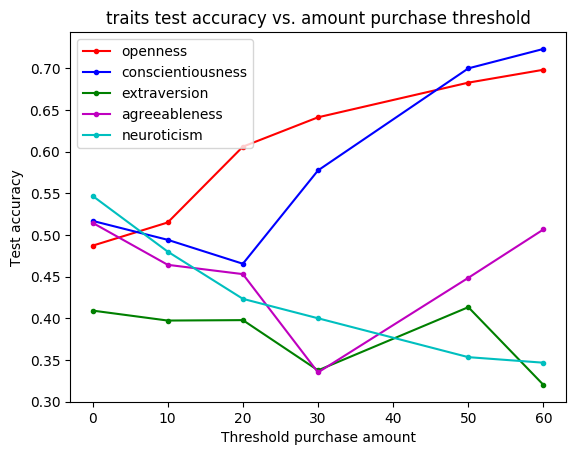 traits test accuracy vs. amount purchase threshold
openness
conscientiousness
extraversion
agreeableness
neuroticism
Test accuracy
0.70
0.65
0.60
0.55
0.50
0.45
0.40
0.35
0.30
0 10 20 30 40 50 60
Threshold purchase amount